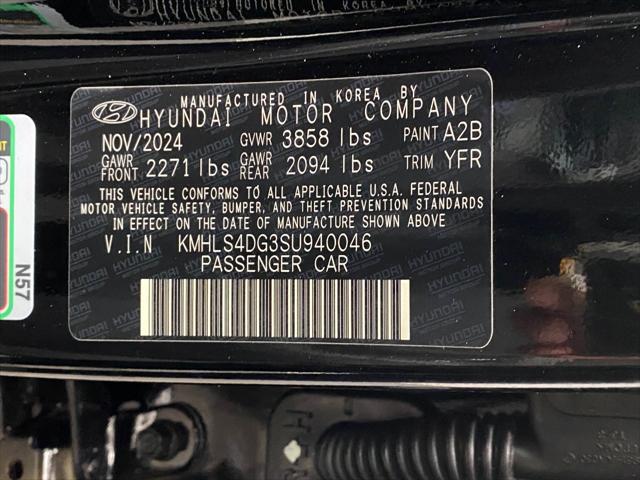 MANUFACTURED IN KOREA BY
HYUNDAI MOTOR COMPANY
NOV/2024 GVWR 3858 lbs PAINT A2B
GAWR FRONT 2271 lbs GAWR REAR 2094 lbs TRIM YFR
THIS VEHICLE CONFORMS TO ALL APPLICABLE U.S.A. FEDERAL
MOTOR VEHICLE SAFETY, BUMPER, AND THEFT PREVENTION STANDARDS
IN EFFECT ON THE DATE OF MANUFACTURE SHOWN ABOVE.
V.I.N KMHLS4DG3SU940046
PASSENGER CAR
N57